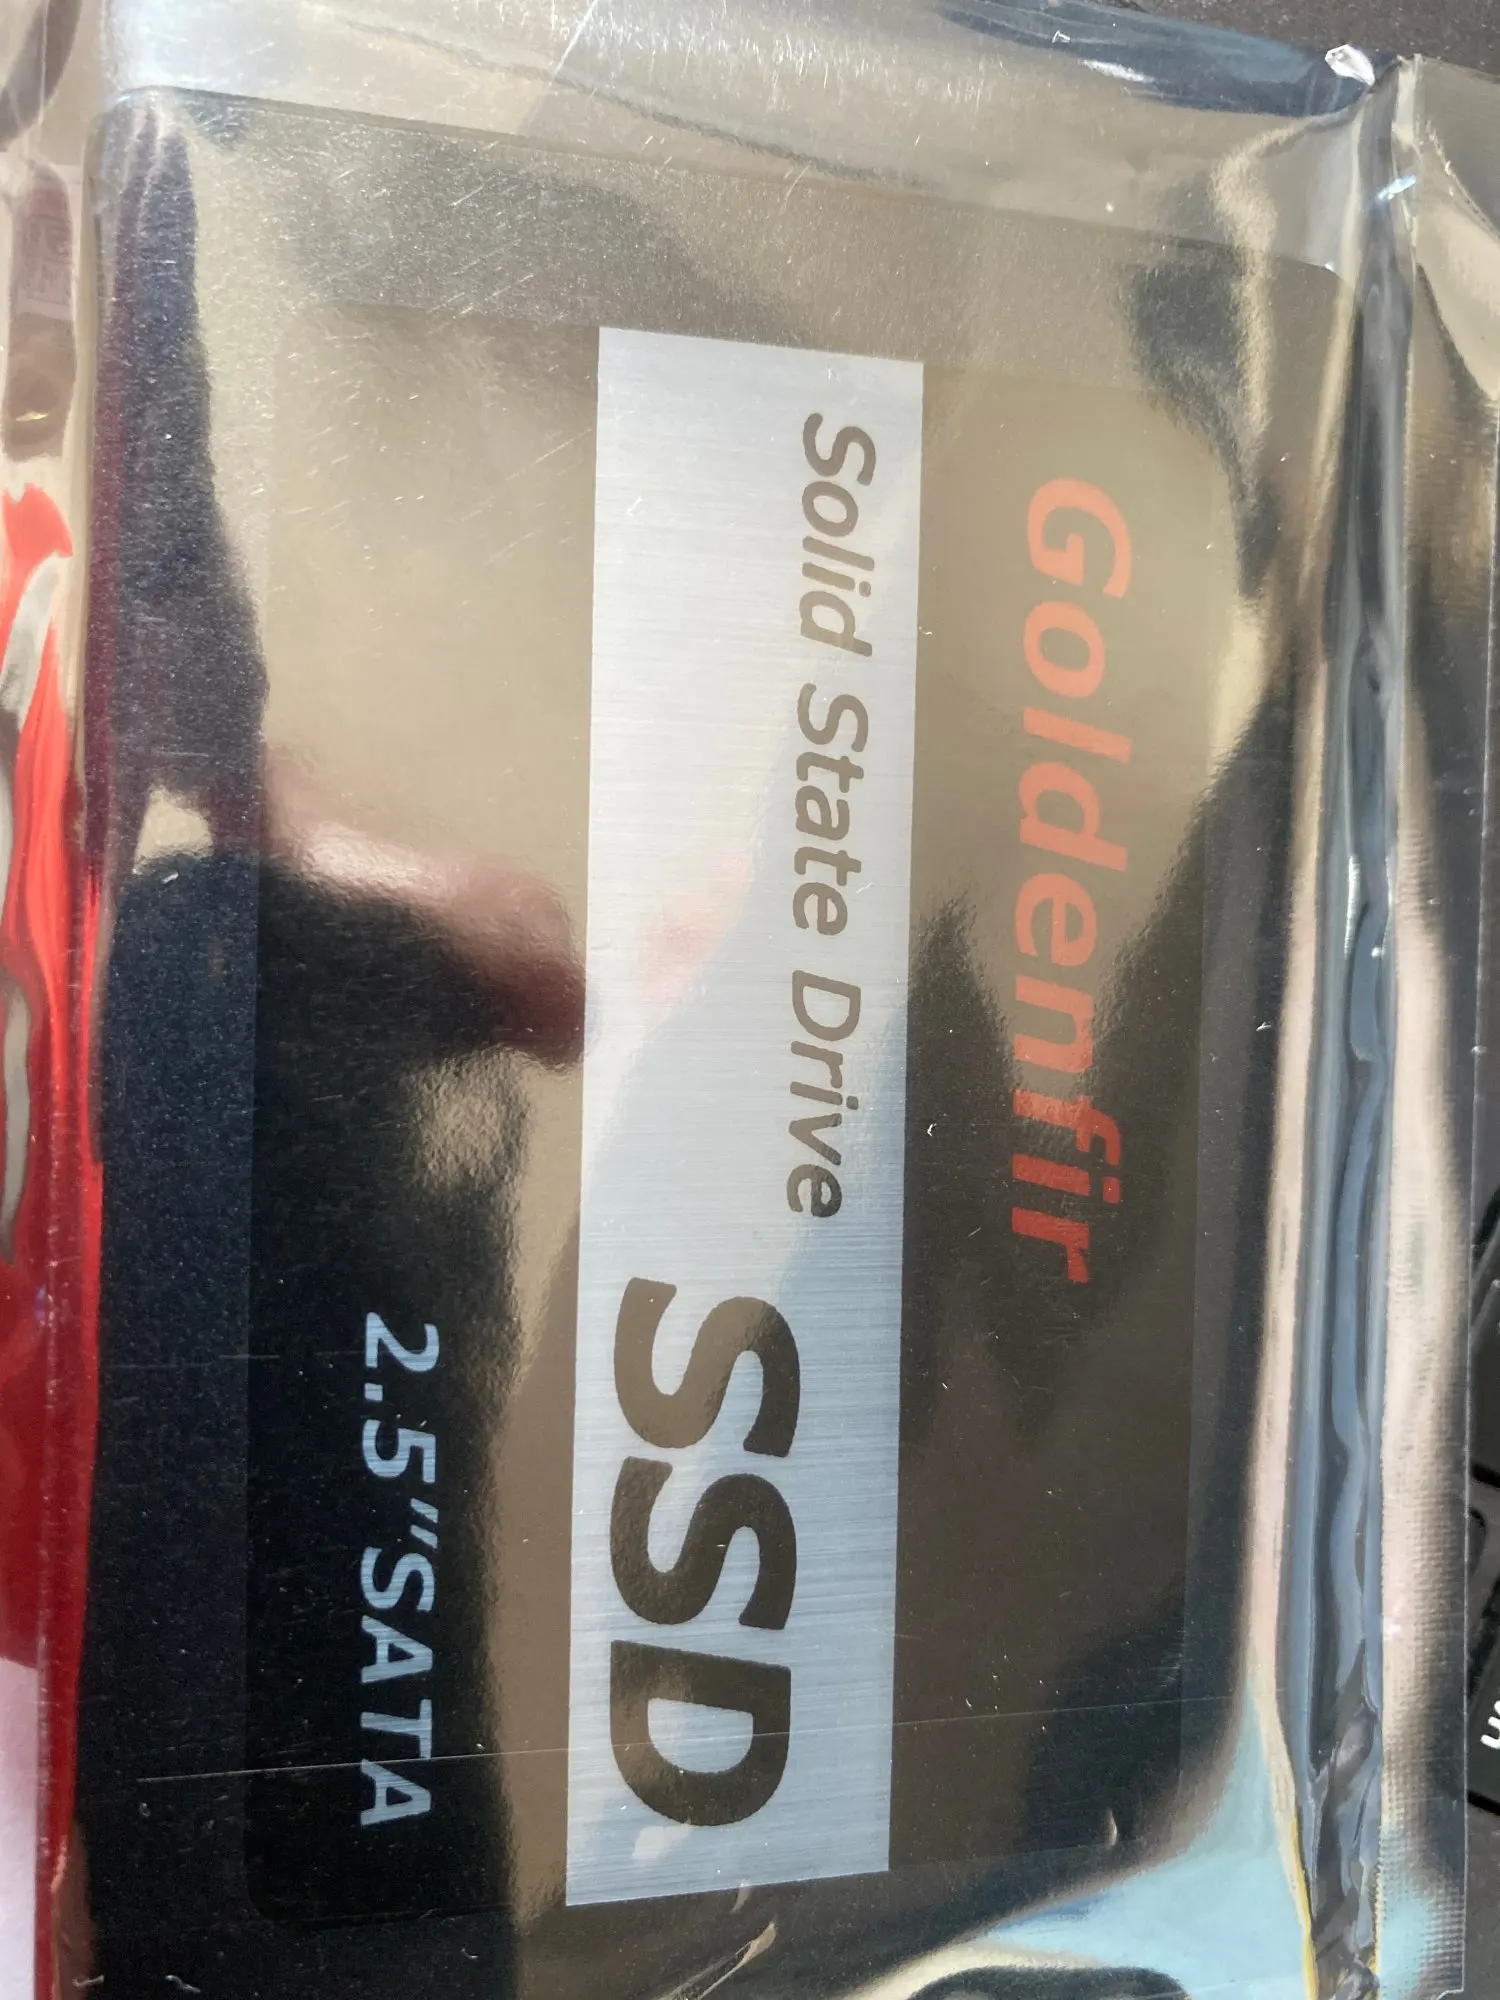 Goldenfir
Solid State Drive
SSD
2.5"SATA